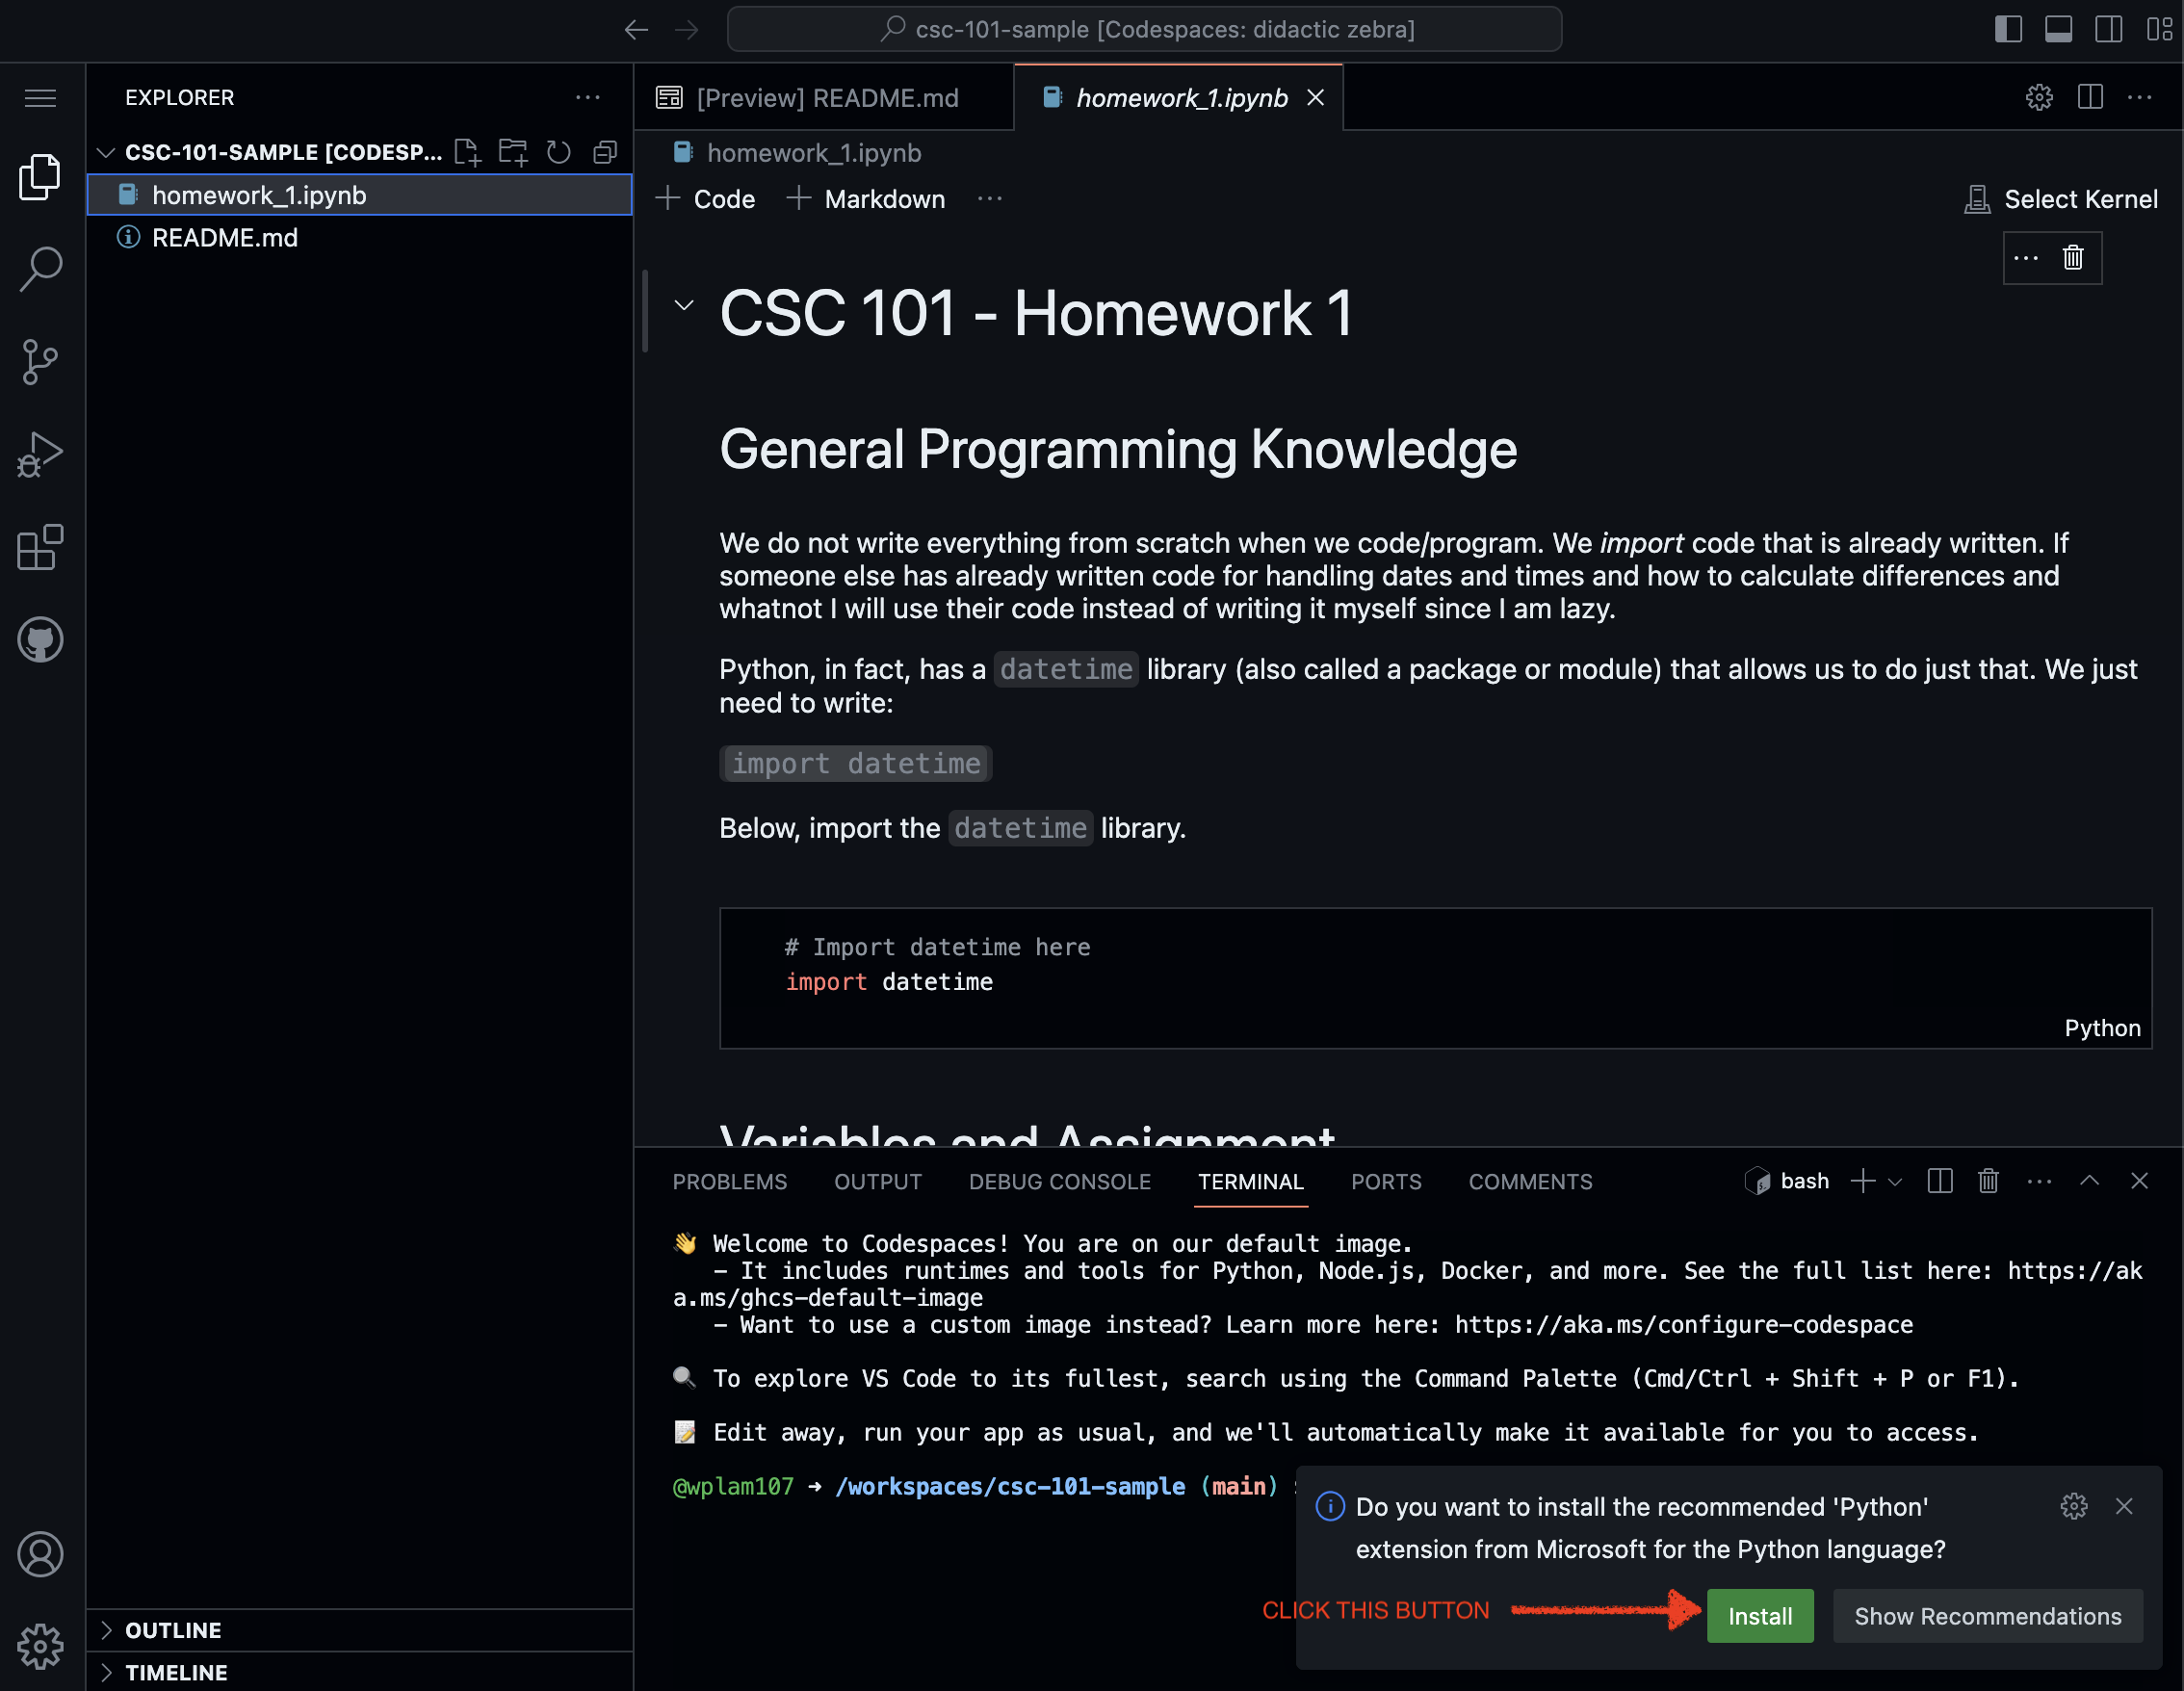 csc-101-sample [Codespaces: didactic zebra]
EXPLORER
CSC-101-SAMPLE [CODESP...
homework_1.ipynb
README.md
OUTLINE
TIMELINE
[Preview] README.md
homework_1.ipynb
homework_1.ipynb
Code
Markdown
Select Kernel
CSC 101 - Homework 1
General Programming Knowledge
We do not write everything from scratch when we code/program. We import code that is already written. If
someone else has already written code for handling dates and times and how to calculate differences and
whatnot I will use their code instead of writing it myself since I am lazy.
Python, in fact, has a datetime library (also called a package or module) that allows us to do just that. We just
need to write:
import datetime
Below, import the datetime library.
# Import datetime here
import datetime
Python
Variables and Assignment
PROBLEMS OUTPUT DEBUG CONSOLE TERMINAL PORTS COMMENTS bash
👋 Welcome to Codespaces! You are on our default image.
- It includes runtimes and tools for Python, Node.js, Docker, and more. See the full list here: https://ak
a.ms/ghcs-default-image
- Want to use a custom image instead? Learn more here: https://aka.ms/configure-codespace
🔍 To explore VS Code to its fullest, search using the Command Palette (Cmd/Ctrl + Shift + P or F1).
📝 Edit away, run your app as usual, and we'll automatically make it available for you to access.
@wplam107 ➜ /workspaces/csc-101-sample (main)
Do you want to install the recommended 'Python'
extension from Microsoft for the Python language?
CLICK THIS BUTTON
Install
Show Recommendations